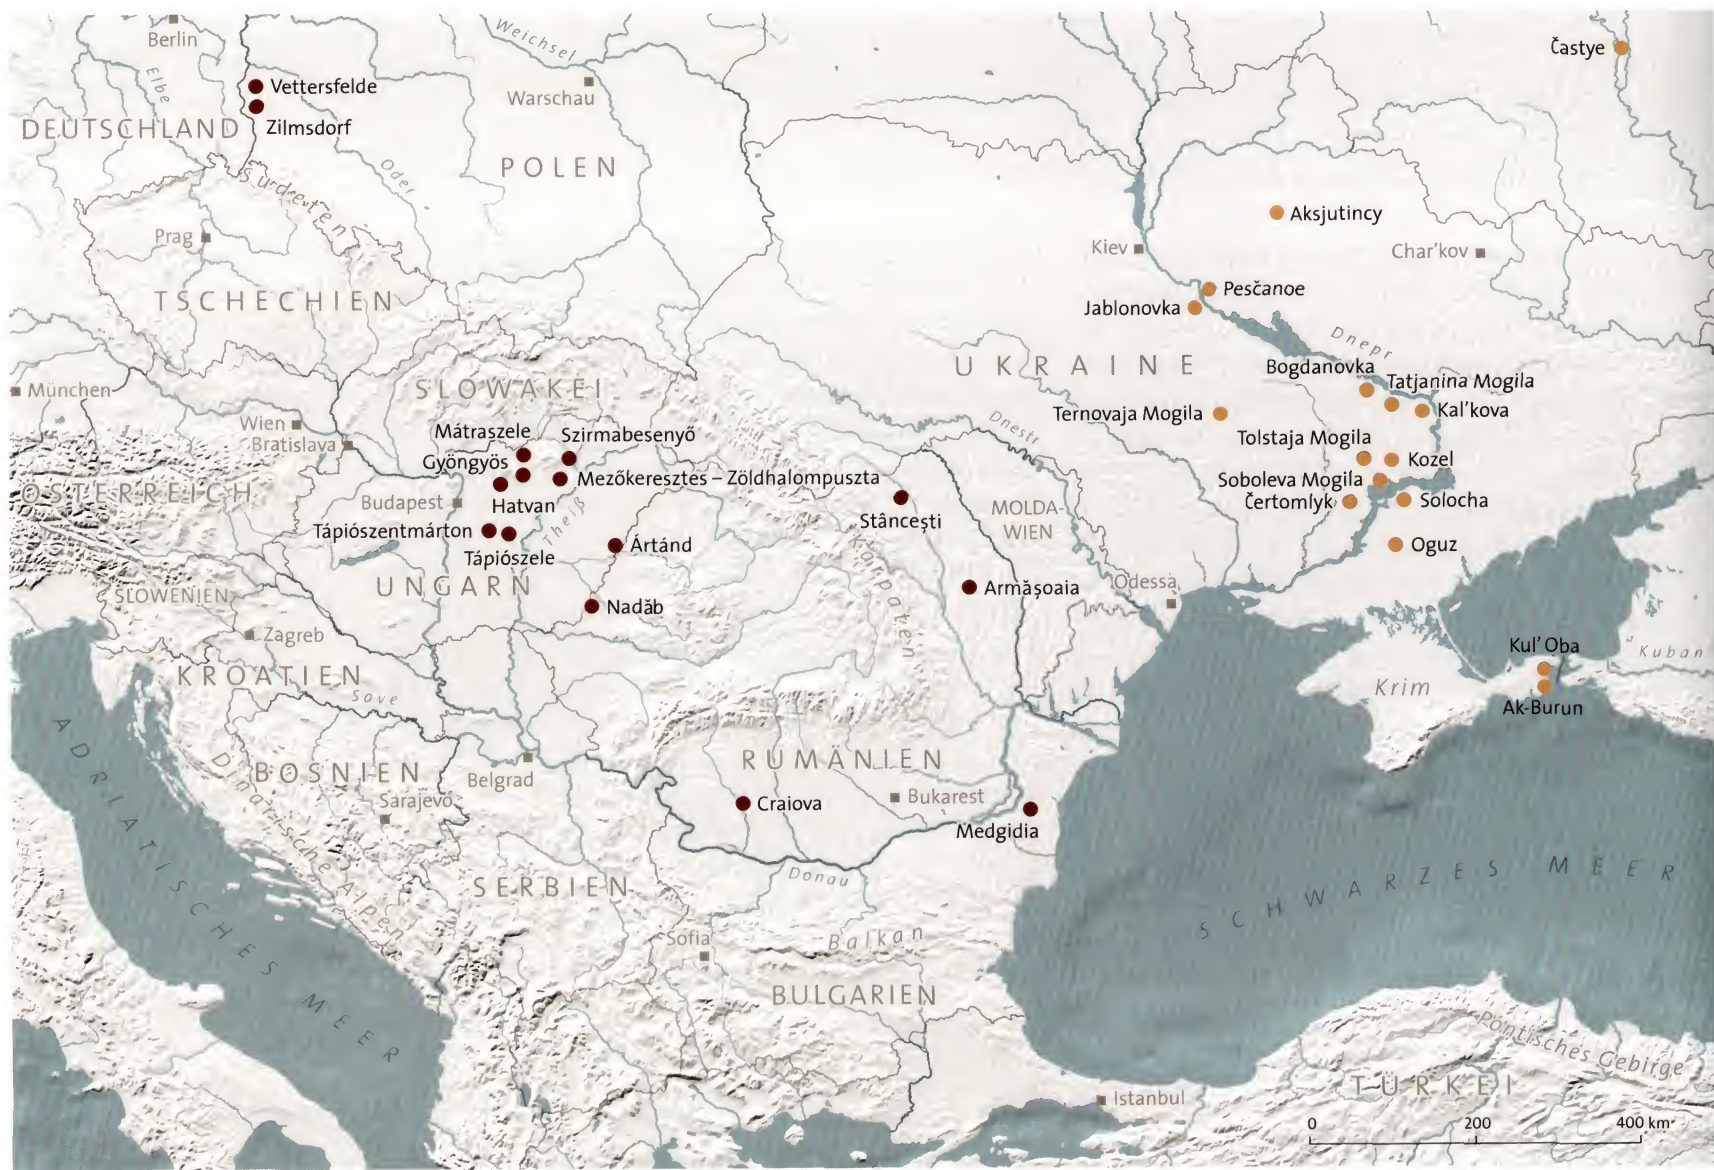 Berlin
Elbe
Weichsel
Warschau
Častye
Vettersfelde
Zilmsdorf
DEUTSCHLAND
POLEN
Oder
Sudeten
Aksjutincy
Prag
Kiev
Char'kov
TSCHECHIEN
Pesčanoe
Jablonovka
Dnepr
UKRAINE
Bogdanovka
Tatjanina Mogila
München
SLOWAKEI
Kal'kova
Ternovaja Mogila
Wien
Bratislava
Mátraszele
Szirmabesenyő
Dnestr
Tolstaja Mogila
Gyöngyös
Kozel
Mezőkeresztes – Zöldhalompuszta
Soboleva Mogila
ÖSTERREICH
Budapest
Hatvan
Theiß
Stânceşti
MOLDA-
WIEN
Čertomlyk
Solocha
Tápiószentmárton
Tápiószele
Ártánd
Karpaten
Oguz
UNGARN
SLOWENIEN
Nadăb
Armăşoaia
Odessa
Zagreb
Kul' Oba
Kuban
KROATIEN
Save
Krim
Ak-Burun
ADRIATISCHES MEER
Dinarische Alpen
BOSNIEN
Belgrad
RUMÄNIEN
Sarajevo
Craiova
Bukarest
Medgidia
Donau
SERBIEN
SCHWARZES MEER
Sofia
Balkan
BULGARIEN
Pontisches Gebirge
TÜRKEI
Istanbul
0 200 400 km